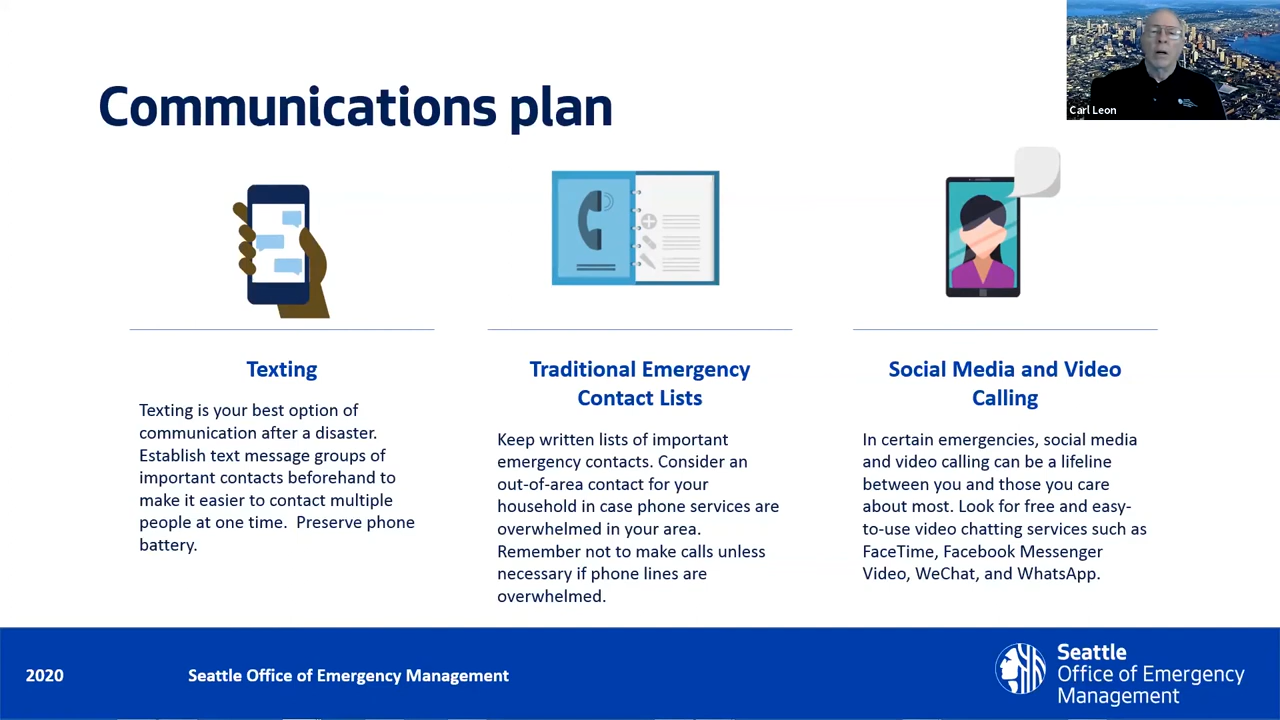 Carl Leon
Communications plan
Texting
Texting is your best option of
communication after a disaster.
Establish text message groups of
important contacts beforehand to
make it easier to contact multiple
people at one time.  Preserve phone
battery.
Traditional Emergency
Contact Lists
Keep written lists of important
emergency contacts. Consider an
out-of-area contact for your
household in case phone services are
overwhelmed in your area.
Remember not to make calls unless
necessary if phone lines are
overwhelmed.
Social Media and Video
Calling
In certain emergencies, social media
and video calling can be a lifeline
between you and those you care
about most. Look for free and easy-
to-use video chatting services such as
FaceTime, Facebook Messenger
Video, WeChat, and WhatsApp.
2020
Seattle Office of Emergency Management
Seattle
Office of Emergency
Management